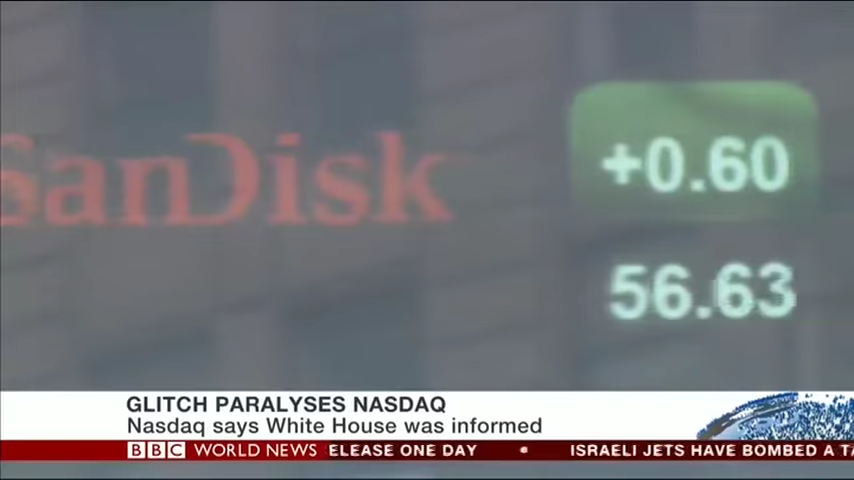 SanDisk
+0.60
56.63
GLITCH PARALYSES NASDAQ
Nasdaq says White House was informed
BBC WORLD NEWS ELEASE ONE DAY • ISRAELI JETS HAVE BOMBED A TA